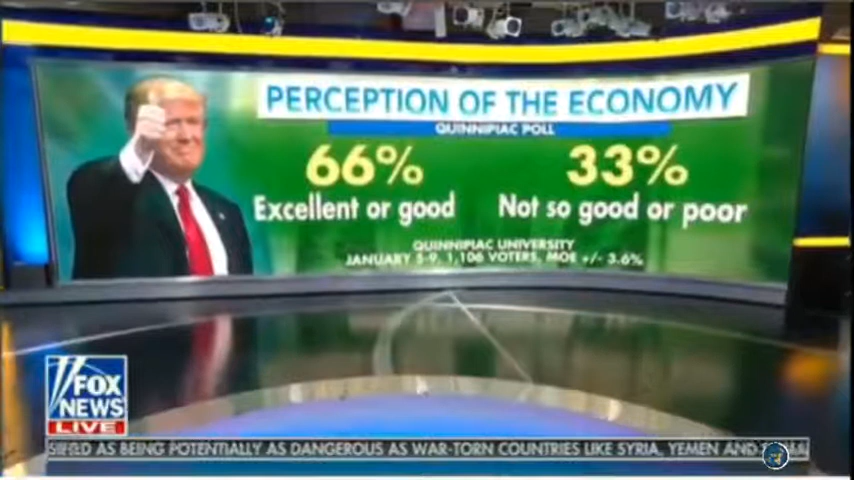 PERCEPTION OF THE ECONOMY
QUINNIPIAC POLL
66% 33%
Excellent or good Not so good or poor
QUINNIPIAC UNIVERSITY
JANUARY 5-9, 1,106 VOTERS, MOE +/- 3.6%
FOX
NEWS
LIVE
AS BEING POTENTIALLY AS DANGEROUS AS WAR-TORN COUNTRIES LIKE SYRIA, YEMEN AND